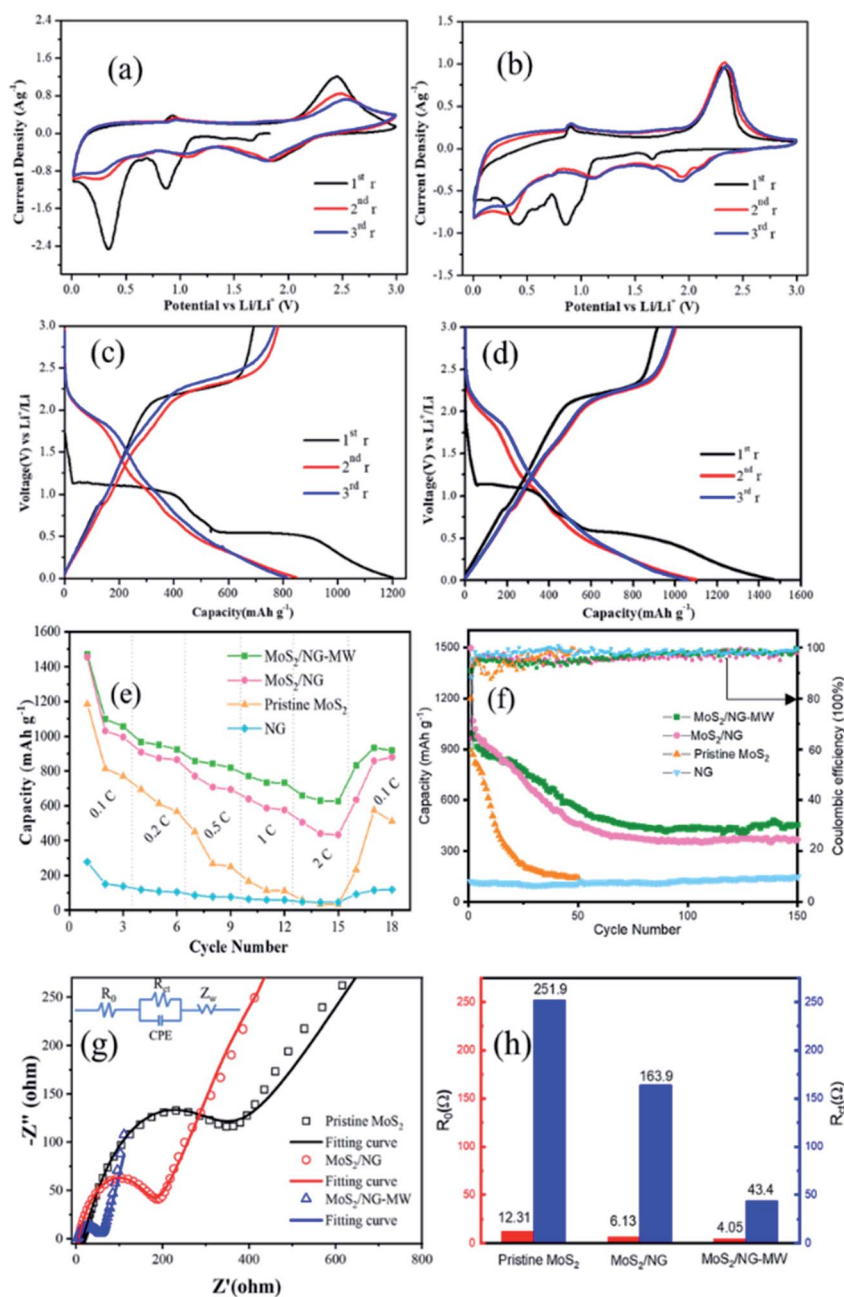 (a)
2.4
1.2
0.0
-1.2
-2.4
Current Density (Ag⁻¹)
1ˢᵗ r
2ⁿᵈ r
3ʳᵈ r
0.0 0.5 1.0 1.5 2.0 2.5 3.0
Potential vs Li/Li⁺ (V)
(b)
1.5
1.0
0.5
0.0
-0.5
-1.0
-1.5
Current Density (Ag⁻¹)
1ˢᵗ r
2ⁿᵈ r
3ʳᵈ r
0.0 0.5 1.0 1.5 2.0 2.5 3.0
Potential vs Li/Li⁺ (V)
(c)
3.0
2.5
2.0
1.5
1.0
0.5
0.0
Voltage(V) vs Li⁺/Li
1ˢᵗ r
2ⁿᵈ r
3ʳᵈ r
0 200 400 600 800 1000 1200
Capacity(mAh g⁻¹)
(d)
3.0
2.5
2.0
1.5
1.0
0.5
0.0
Voltage(V) vs Li⁺/Li
1ˢᵗ r
2ⁿᵈ r
3ʳᵈ r
0 200 400 600 800 1000 1200 1400 1600
Capacity(mAh g⁻¹)
(e)
1600
1400
1200
1000
800
600
400
200
0
Capacity (mAh g⁻¹)
MoS₂/NG-MW
MoS₂/NG
Pristine MoS₂
NG
0.1 C
0.2 C
0.5 C
1 C
2 C
0.1 C
0 3 6 9 12 15 18
Cycle Number
(f)
1500
1200
900
600
300
0
Capacity (mAh g⁻¹)
MoS₂/NG-MW
MoS₂/NG
Pristine MoS₂
NG
100
80
60
40
20
0
Coulombic efficiency (100%)
0 50 100 150
Cycle Number
(g)
-250
-200
-150
-100
-50
0
-Z" (ohm)
R₀
R_ct
CPE
Z_w
Pristine MoS₂
Fitting curve
MoS₂/NG
Fitting curve
MoS₂/NG-MW
Fitting curve
0 200 400 600 800
Z'(ohm)
(h)
250
200
150
100
50
0
R₀(Ω)
251.9
163.9
43.4
12.31
6.13
4.05
250
200
150
100
50
0
R_ct(Ω)
Pristine MoS₂ MoS₂/NG MoS₂/NG-MW